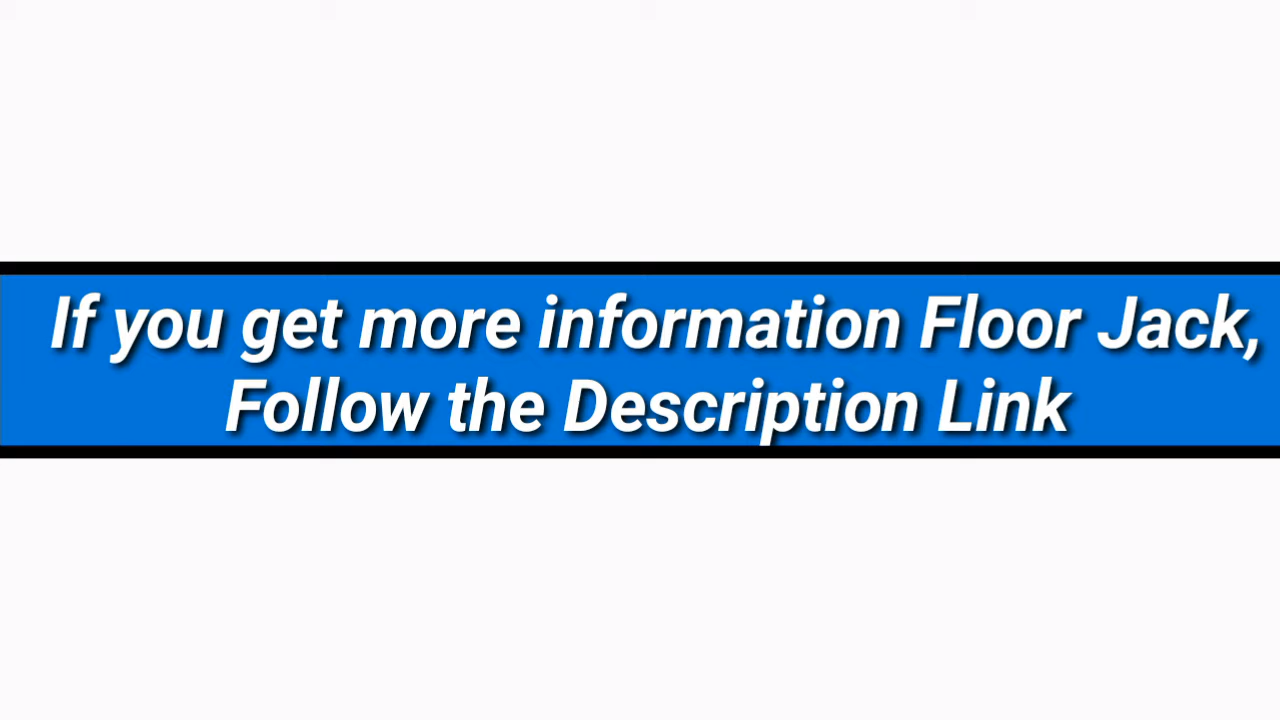 If you get more information Floor Jack,
Follow the Description Link